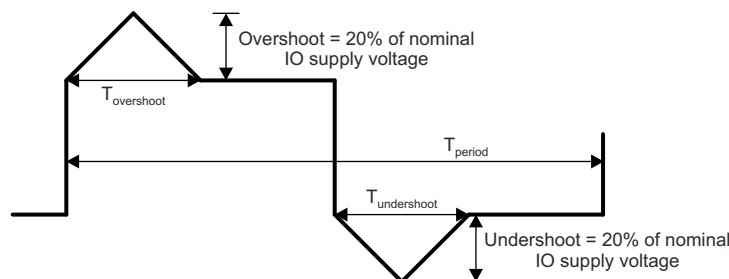 Overshoot = 20% of nominal
IO supply voltage
Tovershoot
Tperiod
Tundershoot
Undershoot = 20% of nominal
IO supply voltage